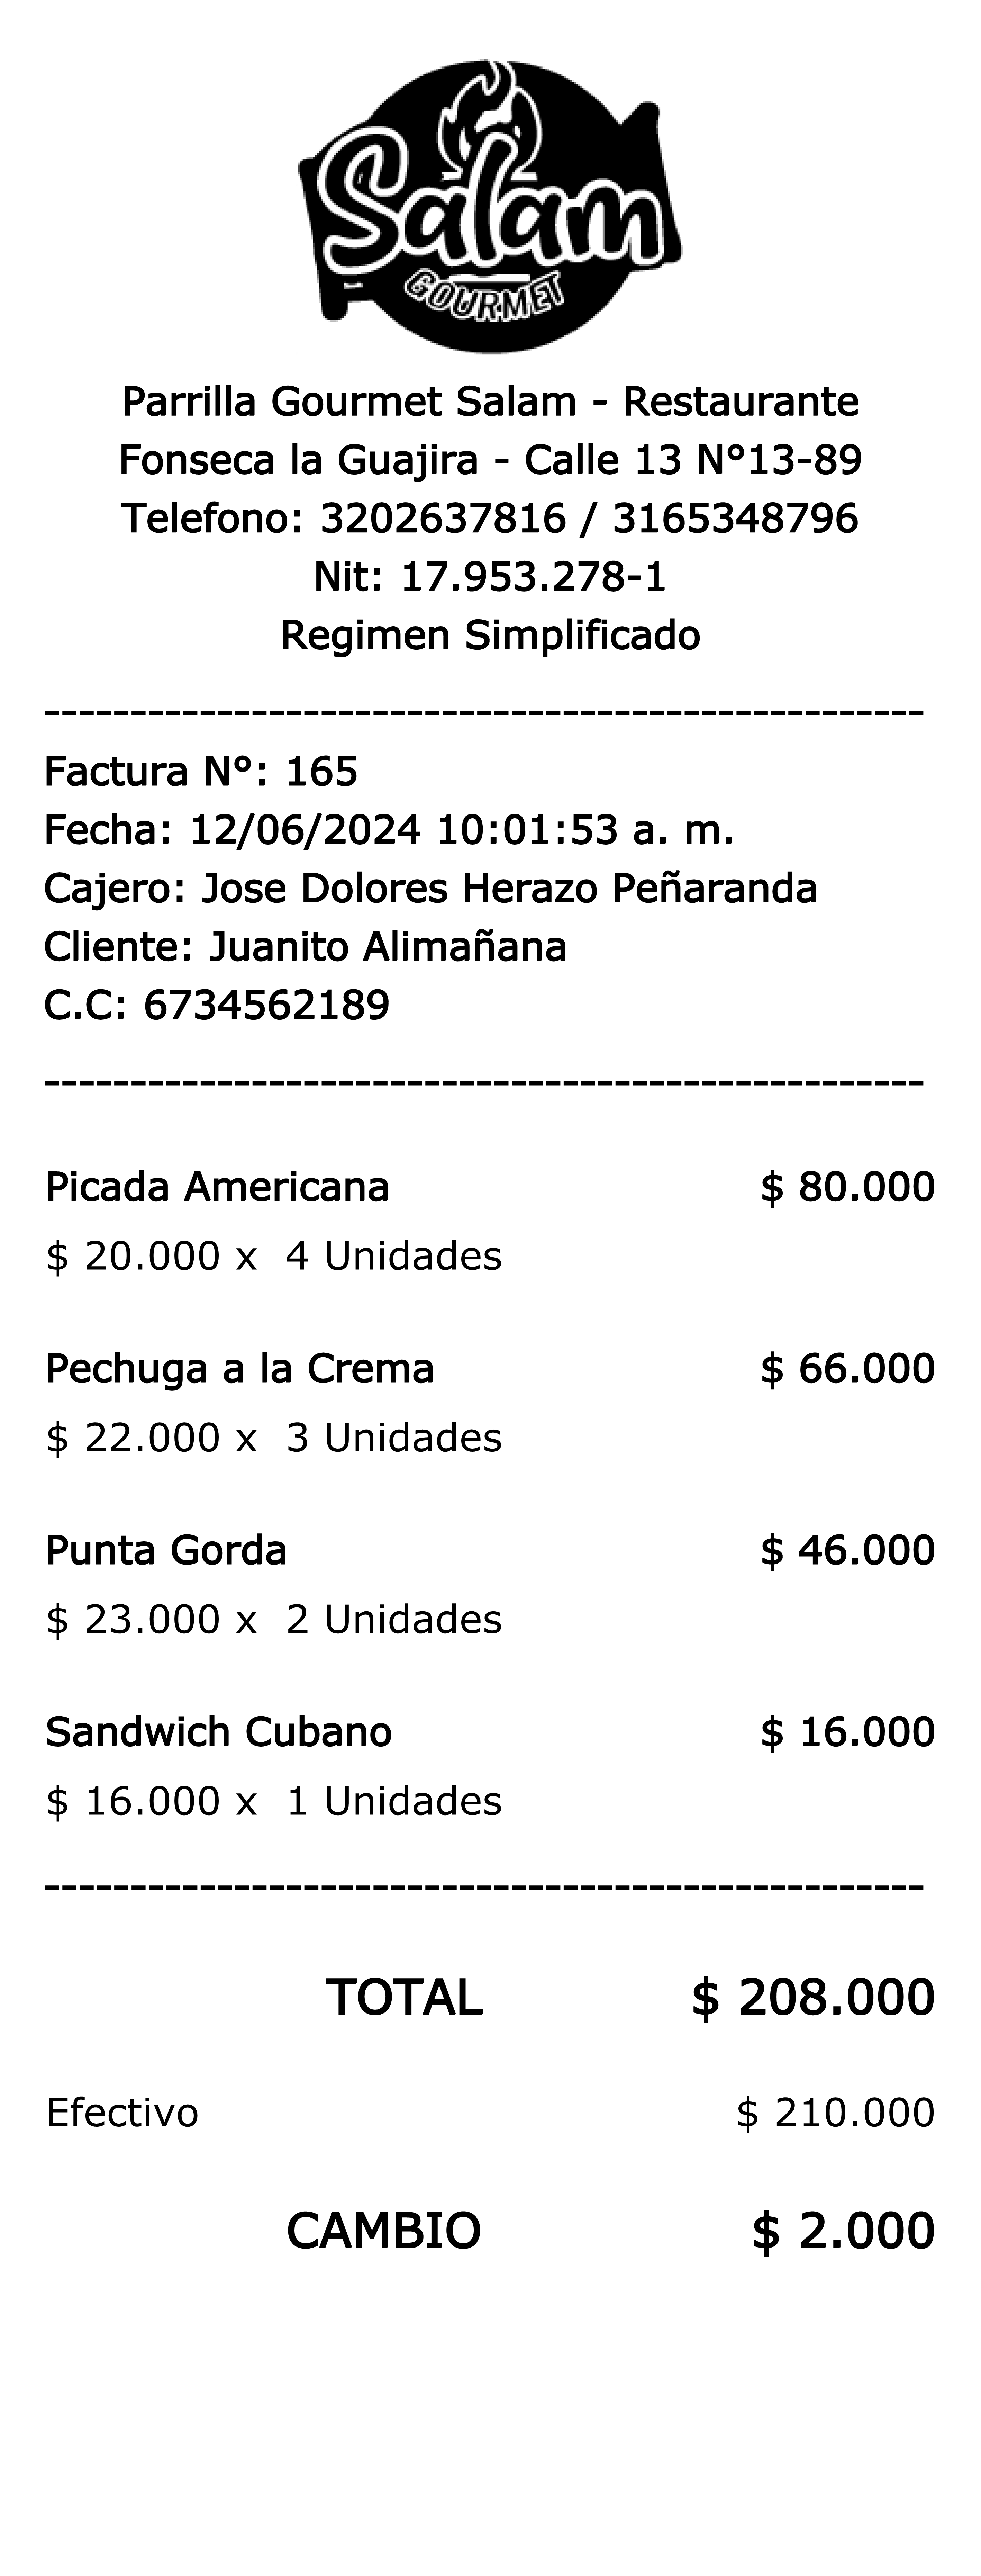 Salam
GOURMET
Parrilla Gourmet Salam - Restaurante
Fonseca la Guajira - Calle 13 N°13-89
Telefono: 3202637816 / 3165348796
Nit: 17.953.278-1
Regimen Simplificado
---------------------------------------------------
Factura N°: 165
Fecha: 12/06/2024 10:01:53 a. m.
Cajero: Jose Dolores Herazo Peñaranda
Cliente: Juanito Alimañana
C.C: 6734562189
---------------------------------------------------
Picada Americana $ 80.000
$ 20.000 x  4 Unidades
Pechuga a la Crema $ 66.000
$ 22.000 x  3 Unidades
Punta Gorda $ 46.000
$ 23.000 x  2 Unidades
Sandwich Cubano $ 16.000
$ 16.000 x  1 Unidades
---------------------------------------------------
TOTAL $ 208.000
Efectivo $ 210.000
CAMBIO $ 2.000